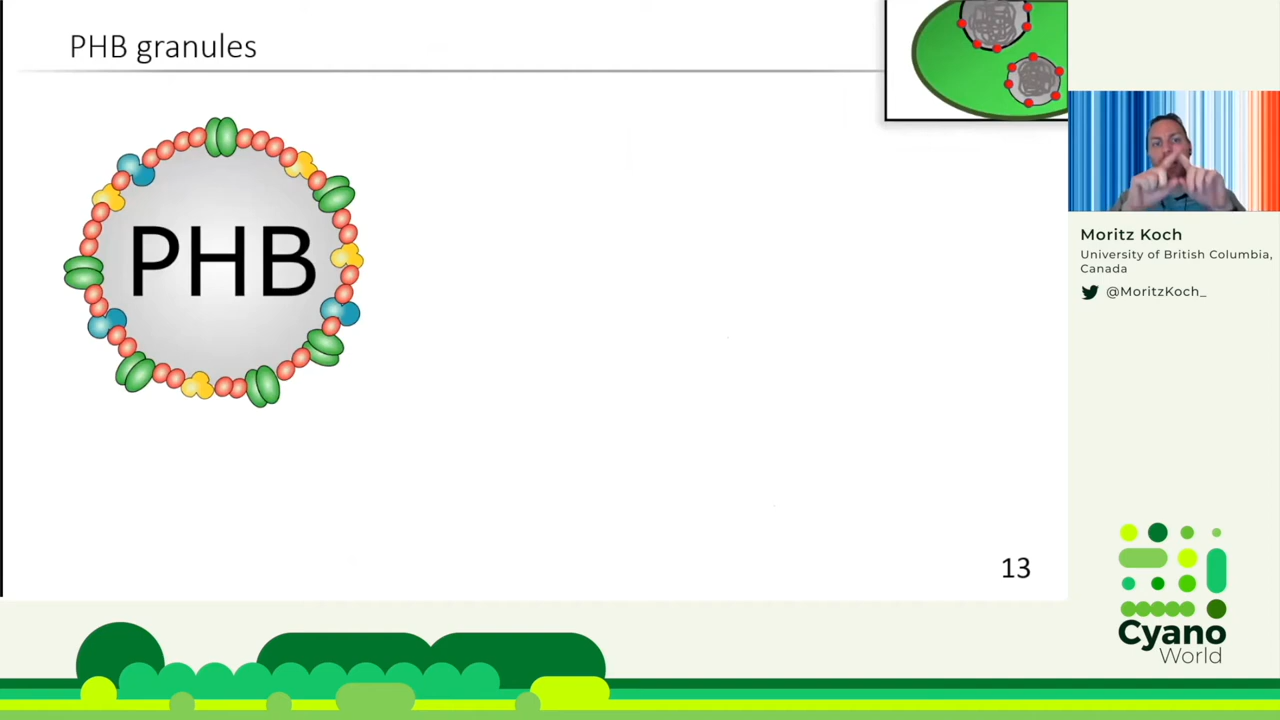 PHB granules
PHB
13
Moritz Koch
University of British Columbia,
Canada
@MoritzKoch_
Cyano
World